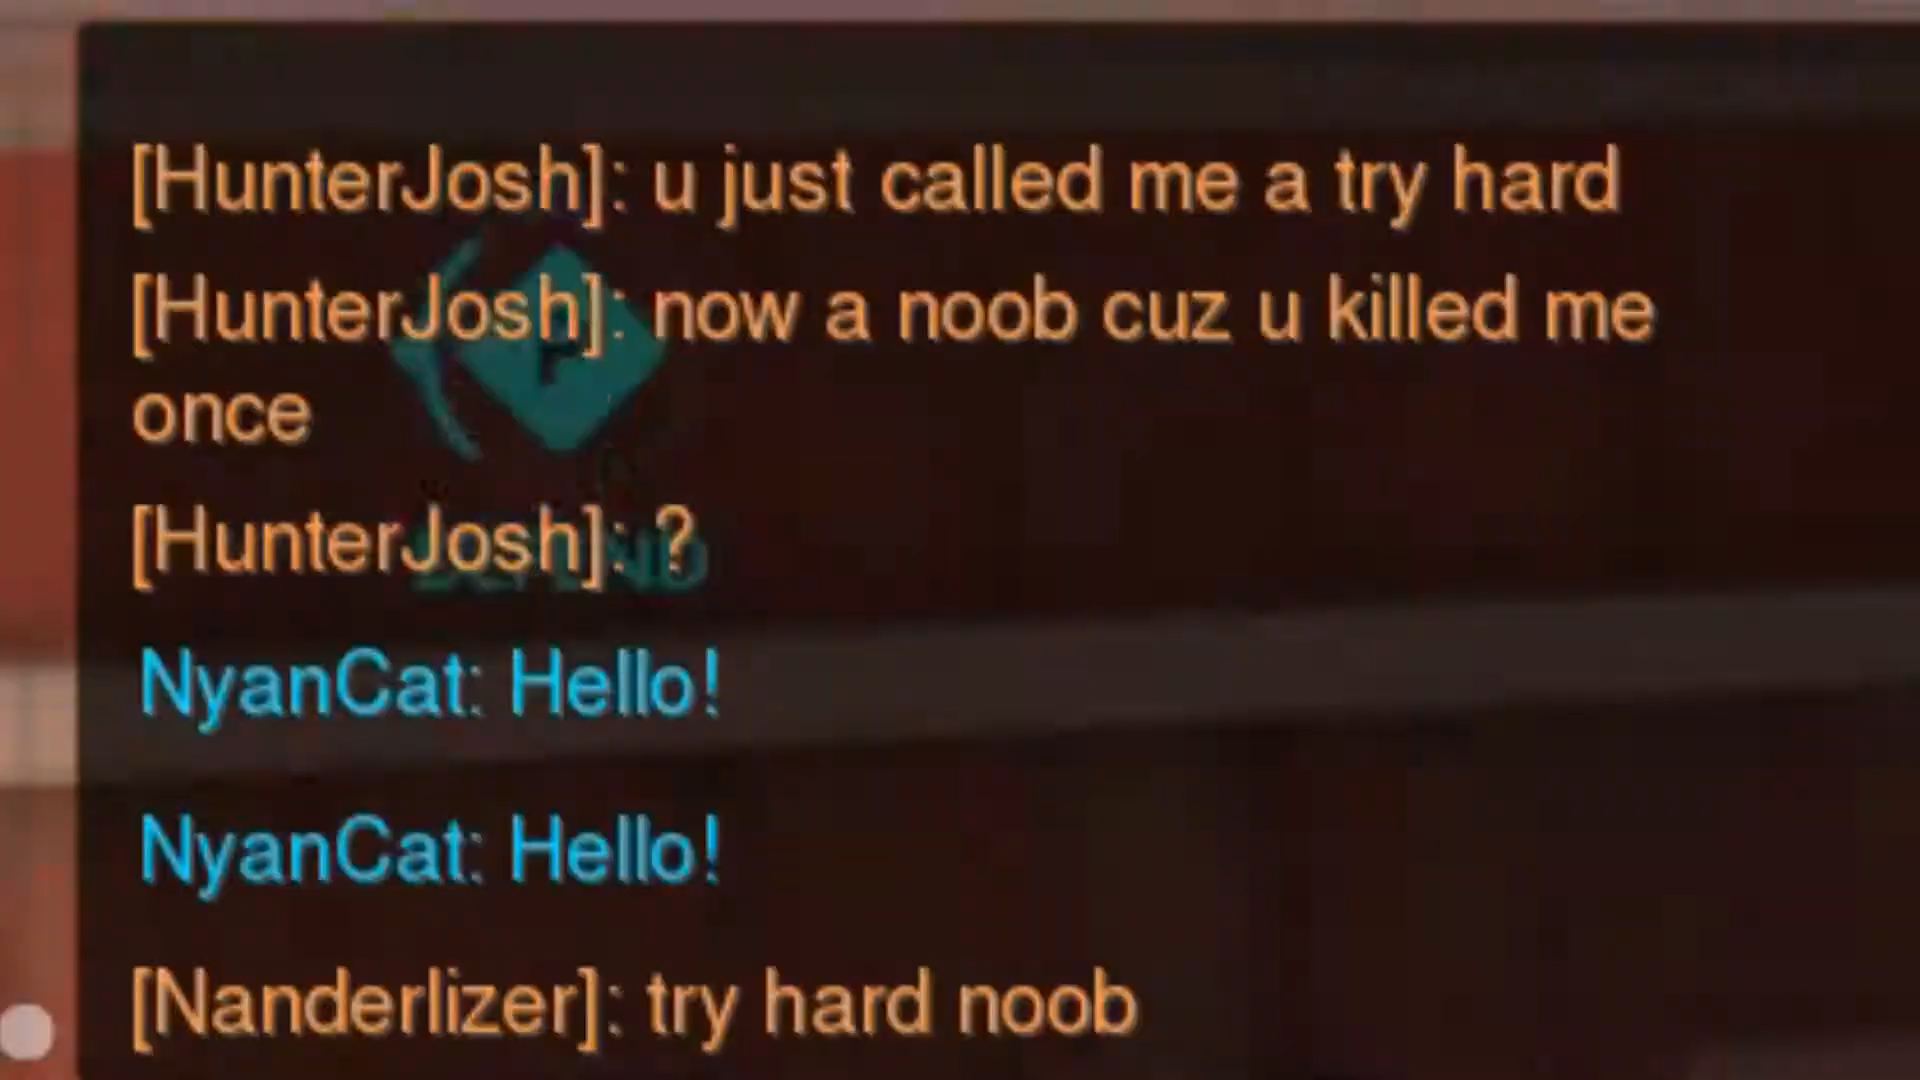 [HunterJosh]: u just called me a try hard
[HunterJosh]: now a noob cuz u killed me
once
[HunterJosh]: ?
P
DEFEND
NyanCat: Hello!
NyanCat: Hello!
[Nanderlizer]: try hard noob